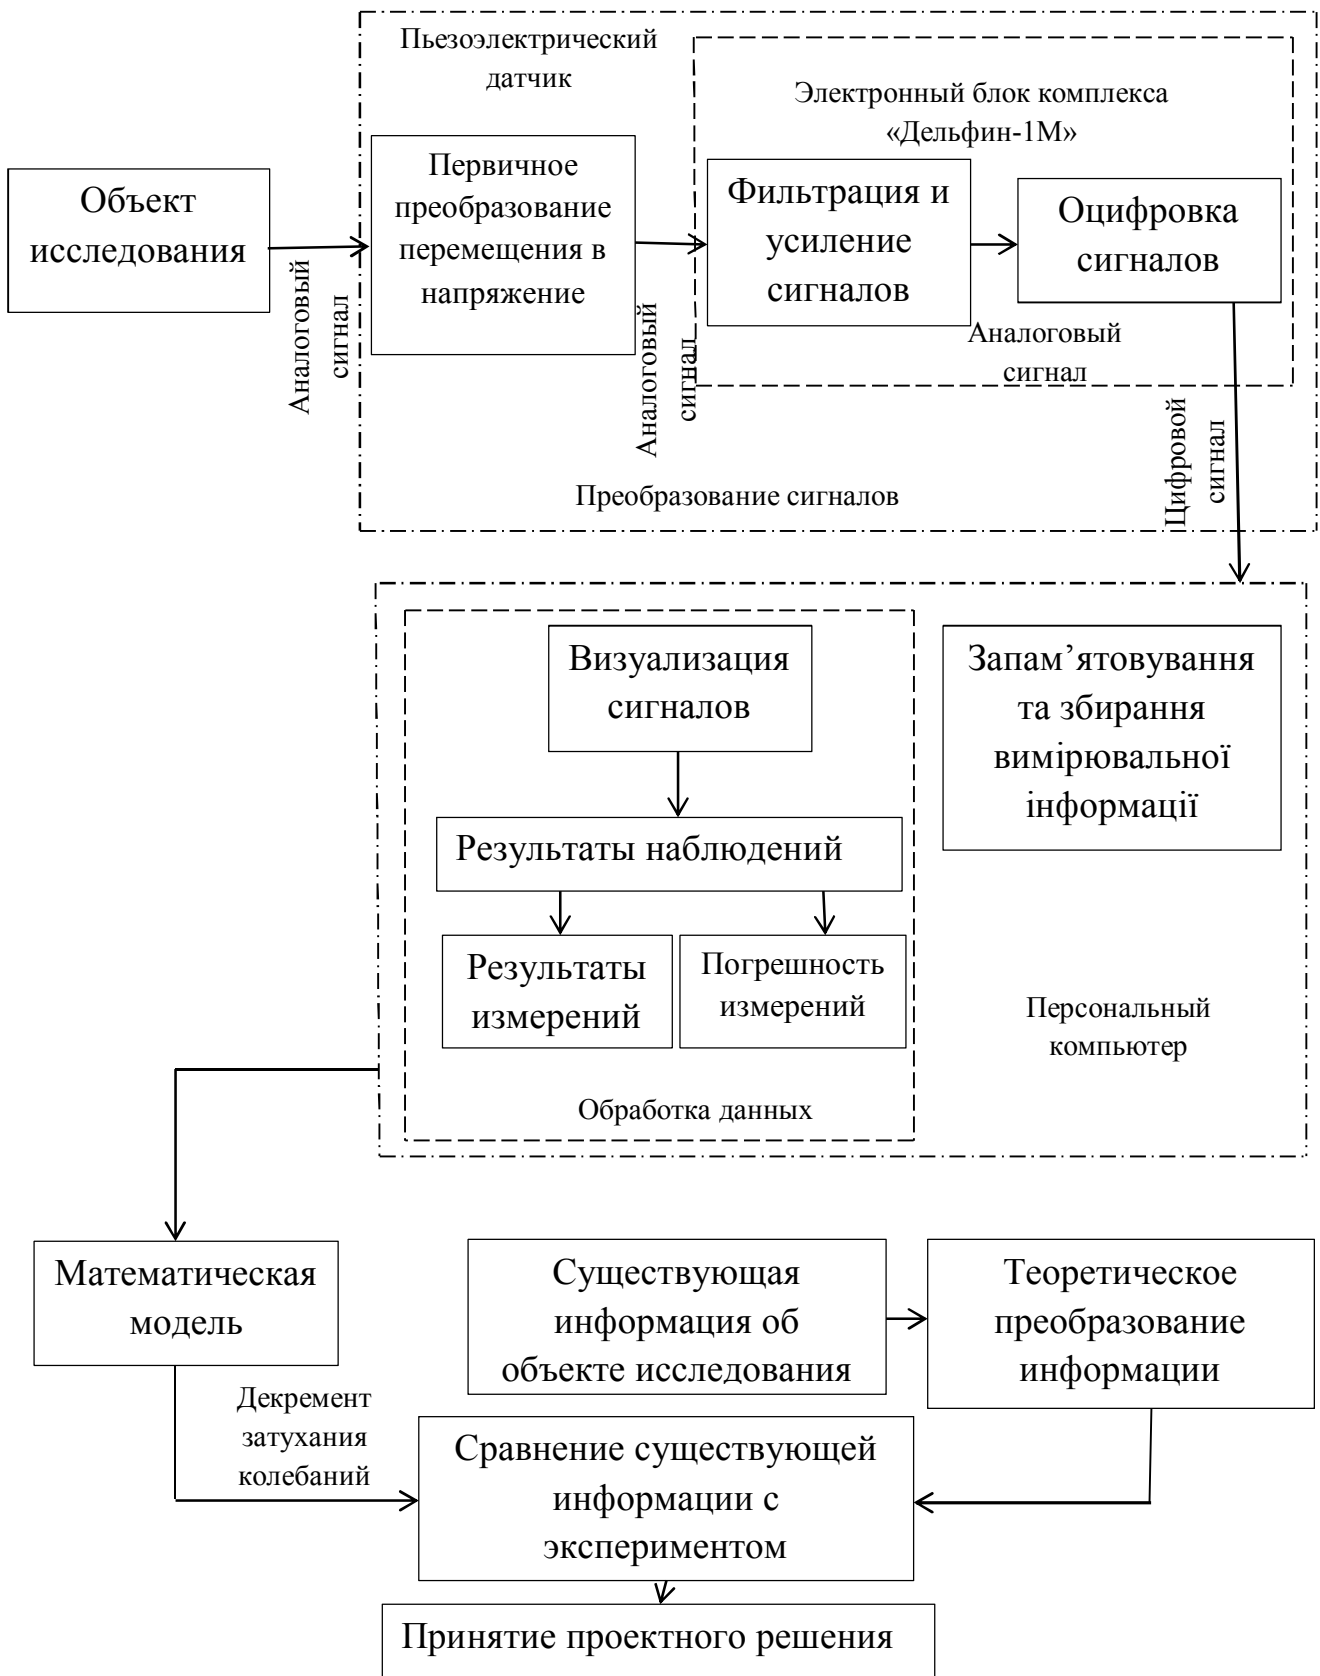 Пьезоэлектрический
датчик
Электронный блок комплекса
«Дельфин-1М»
Объект
исследования
Аналоговый
сигнал
Первичное
преобразование
перемещения в
напряжение
Аналоговый
сигнал
Фильтрация и
усиление
сигналов
Оцифровка
сигналов
Аналоговый
сигнал
Цифровой
сигнал
Преобразование сигналов
Визуализация
сигналов
Запам’ятовування
та збирання
вимірювальної
інформації
Результаты наблюдений
Результаты
измерений
Погрешность
измерений
Персональный
компьютер
Обработка данных
Математическая
модель
Существующая
информация об
объекте исследования
Теоретическое
преобразование
информации
Декремент
затухания
колебаний
Сравнение существующей
информации с
экспериментом
Принятие проектного решения